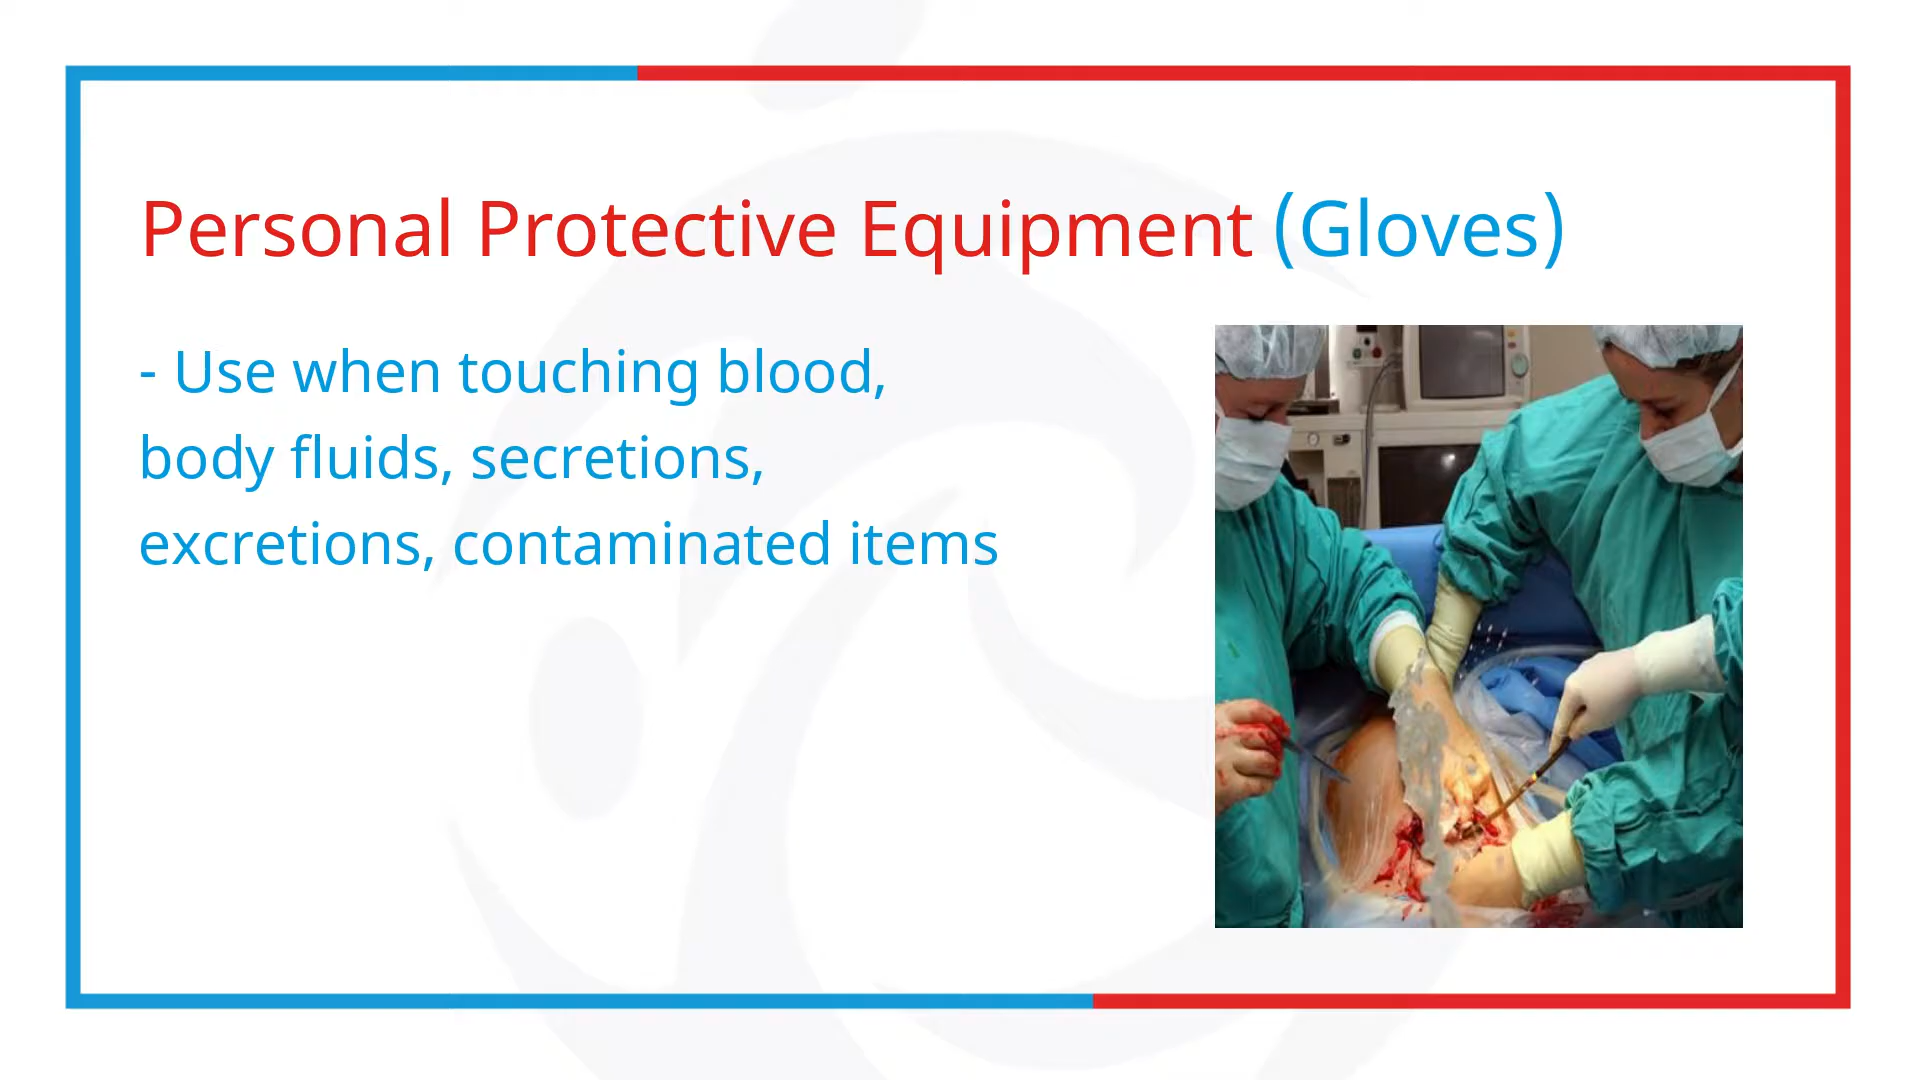 Personal Protective Equipment (Gloves)
- Use when touching blood,
body fluids, secretions,
excretions, contaminated items